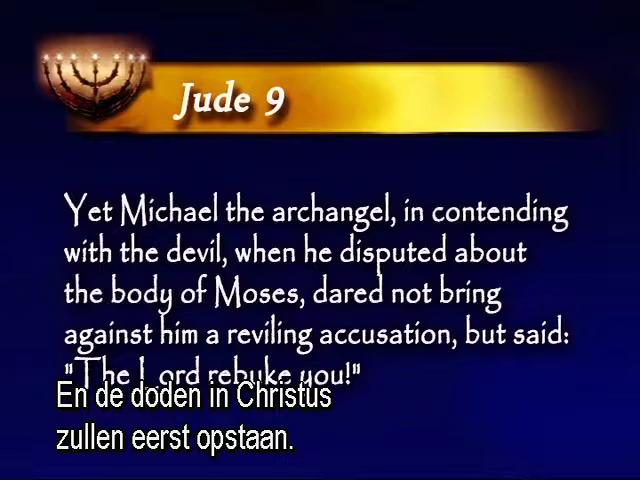 Jude 9
Yet Michael the archangel, in contending
with the devil, when he disputed about
the body of Moses, dared not bring
against him a reviling accusation, but said:
"The Lord rebuke you!"
En de doden in Christus
zullen eerst opstaan.